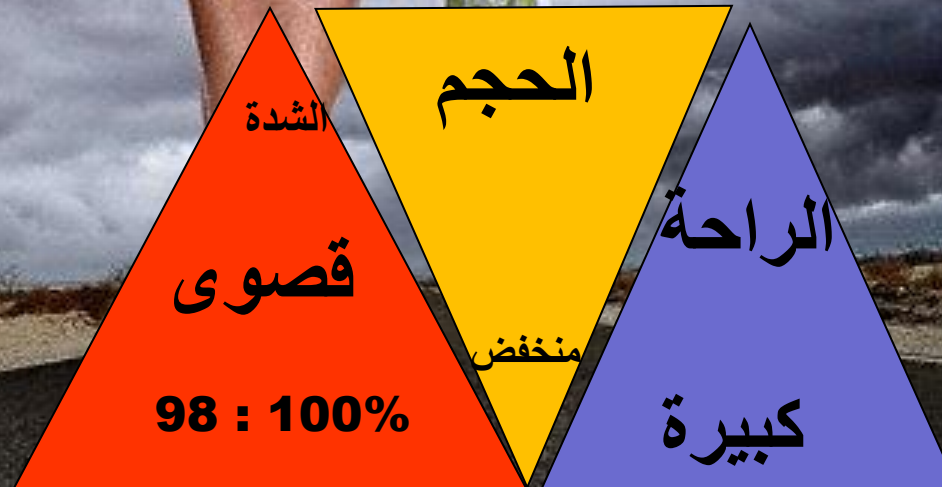 الشدة
قصوى
98 : 100%
الحجم
منخفض
الراحة
كبيرة